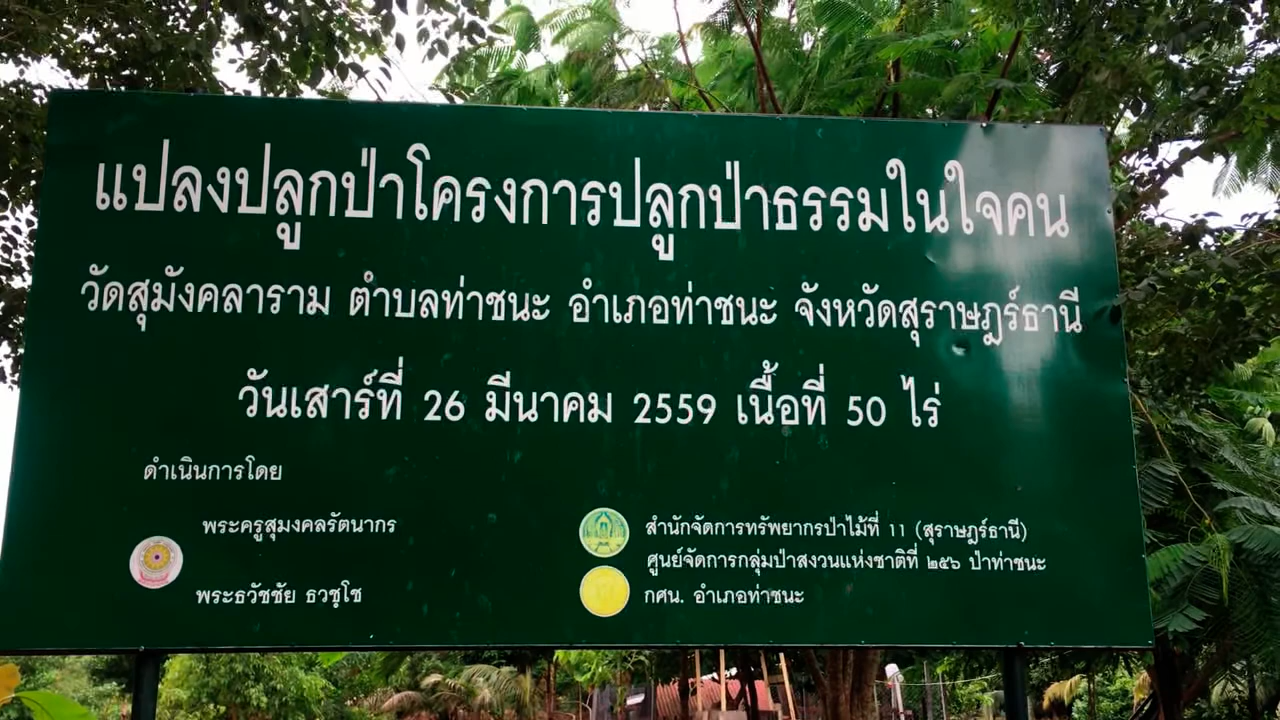 แปลงปลูกป่าโครงการปลูกป่าธรรมในใจคน
วัดสุมังคลาราม ตำบลท่าชนะ อำเภอท่าชนะ จังหวัดสุราษฎร์ธานี
วันเสาร์ที่ 26 มีนาคม 2559 เนื้อที่ 50 ไร่
ดำเนินการโดย
พระครูสุมงคลรัตนากร
พระธวัชชัย ธวชฺโช
สำนักจัดการทรัพยากรป่าไม้ที่ 11 (สุราษฎร์ธานี)
ศูนย์จัดการกลุ่มป่าสงวนแห่งชาติที่ ๒๕๖ ป่าท่าชนะ
กศน. อำเภอท่าชนะ